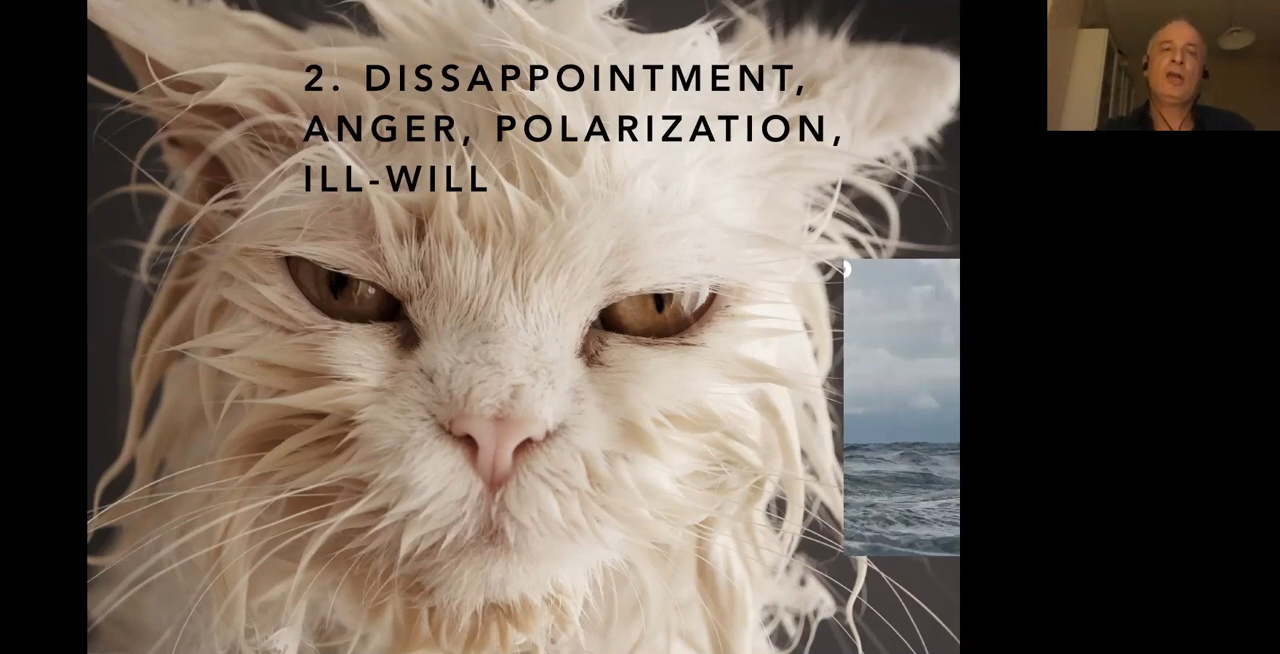 2. DISSAPPOINTMENT,
ANGER, POLARIZATION,
ILL-WILL